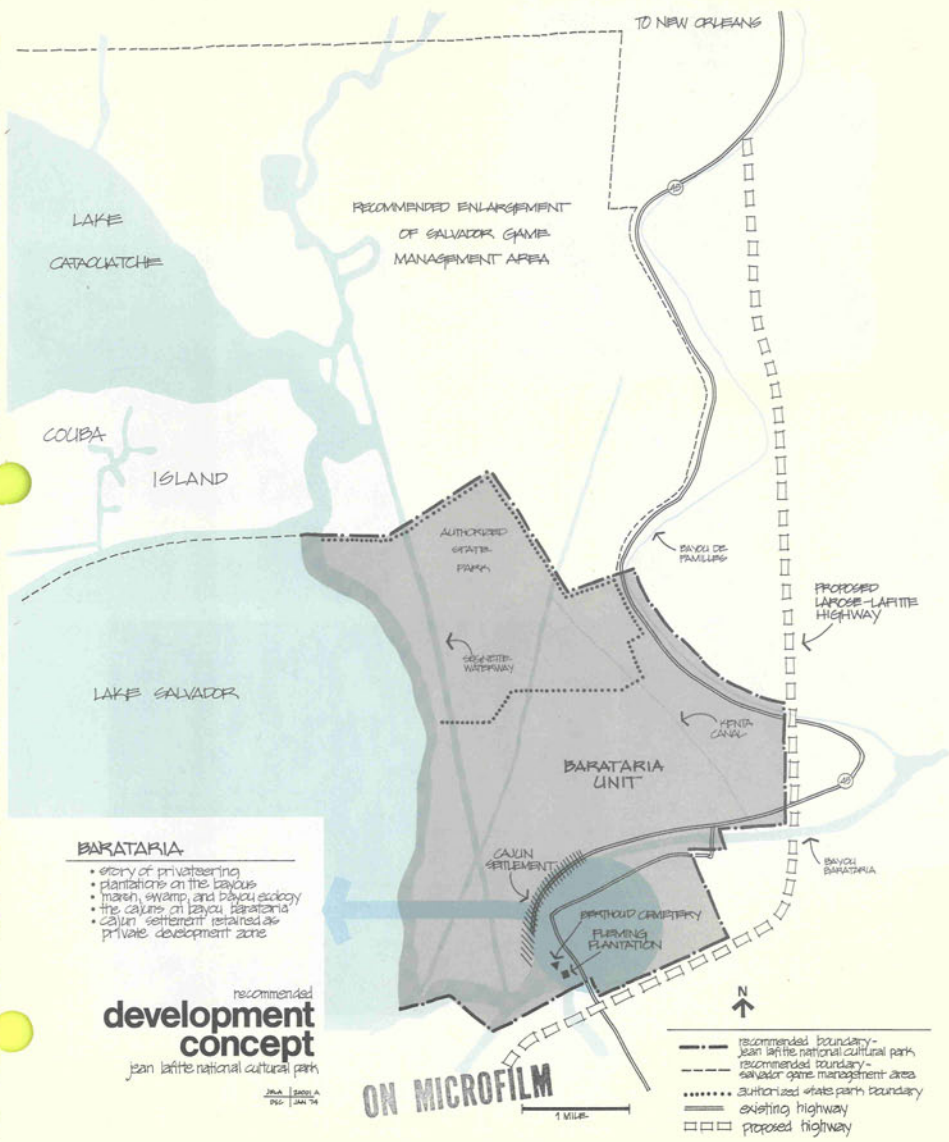 TO NEW ORLEANS
45
LAKE
CATAOUATCHE
RECOMMENDED ENLARGEMENT
OF SALVADOR GAME
MANAGEMENT AREA
COUBA
ISLAND
AUTHORIZED
STATE
PARK
BAYOU DE
FAMILLES
PROPOSED
LAROSE-LAFITTE
HIGHWAY
SEGNETTE
WATERWAY
LAKE SALVADOR
KENTA
CANAL
BARATARIA
UNIT
45
CAJUN
SETTLEMENT
BAYOU
BARATARIA
BERTHOUD CEMETERY
FLEMING
PLANTATION
BARATARIA
• story of privateering
• plantations on the bayous
• marsh, swamp, and bayou ecology
• the cajuns on bayou barataria
• cajun settlement retained as
private development zone
recommended
development
concept
jean lafitte national cultural park
DSC JAN 74
ON MICROFILM
1 MILE
N
recommended boundary-
jean lafitte national cultural park
recommended boundary-
salvador game management area
authorized state park boundary
existing highway
proposed highway